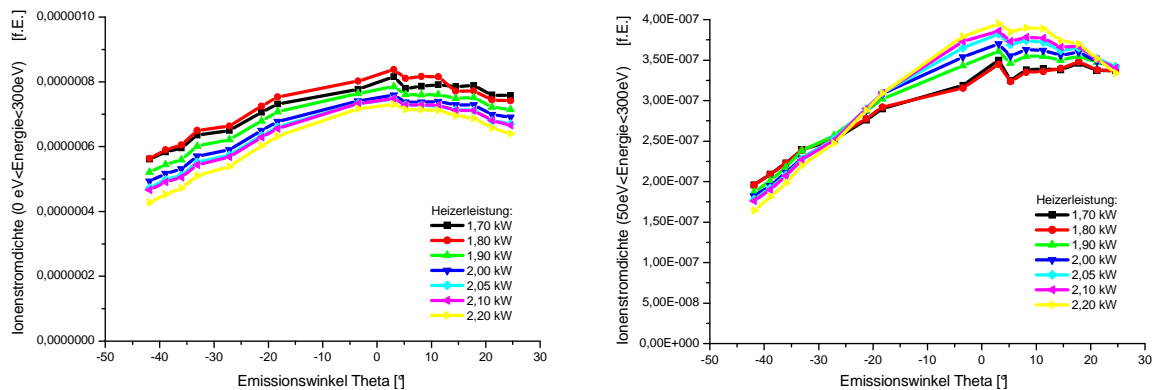 Ionenstromdichte (0 eV<Energie<300eV) [f.E.]
0,0000010
0,0000008
0,0000006
0,0000004
0,0000002
0,0000000
-50 -40 -30 -20 -10 0 10 20 30
Emissionswinkel Theta [°]
Heizerleistung:
1,70 kW
1,80 kW
1,90 kW
2,00 kW
2,05 kW
2,10 kW
2,20 kW
Ionenstromdichte (50eV<Energie<300eV) [f.E.]
4,00E-007
3,50E-007
3,00E-007
2,50E-007
2,00E-007
1,50E-007
1,00E-007
5,00E-008
0,00E+000
-50 -40 -30 -20 -10 0 10 20 30
Emissionswinkel Theta [°]
Heizerleistung:
1,70 kW
1,80 kW
1,90 kW
2,00 kW
2,05 kW
2,10 kW
2,20 kW